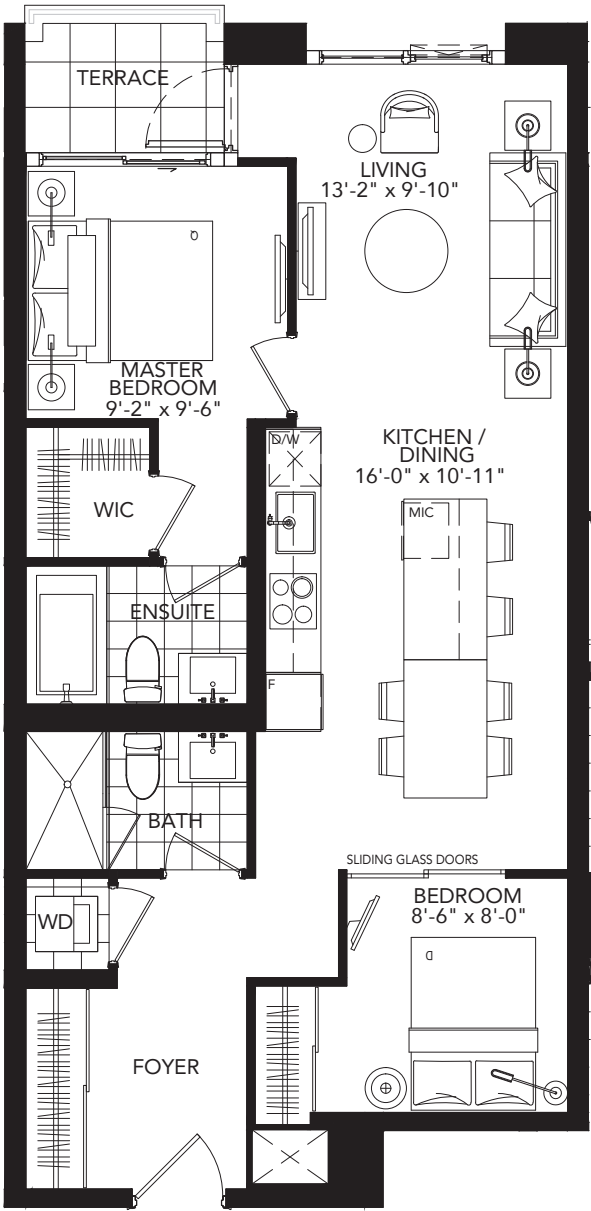 TERRACE
LIVING
13'-2" x 9'-10"
MASTER
BEDROOM
9'-2" x 9'-6"
D/W
KITCHEN /
DINING
16'-0" x 10'-11"
WIC
MIC
ENSUITE
F
BATH
SLIDING GLASS DOORS
BEDROOM
8'-6" x 8'-0"
WD
FOYER